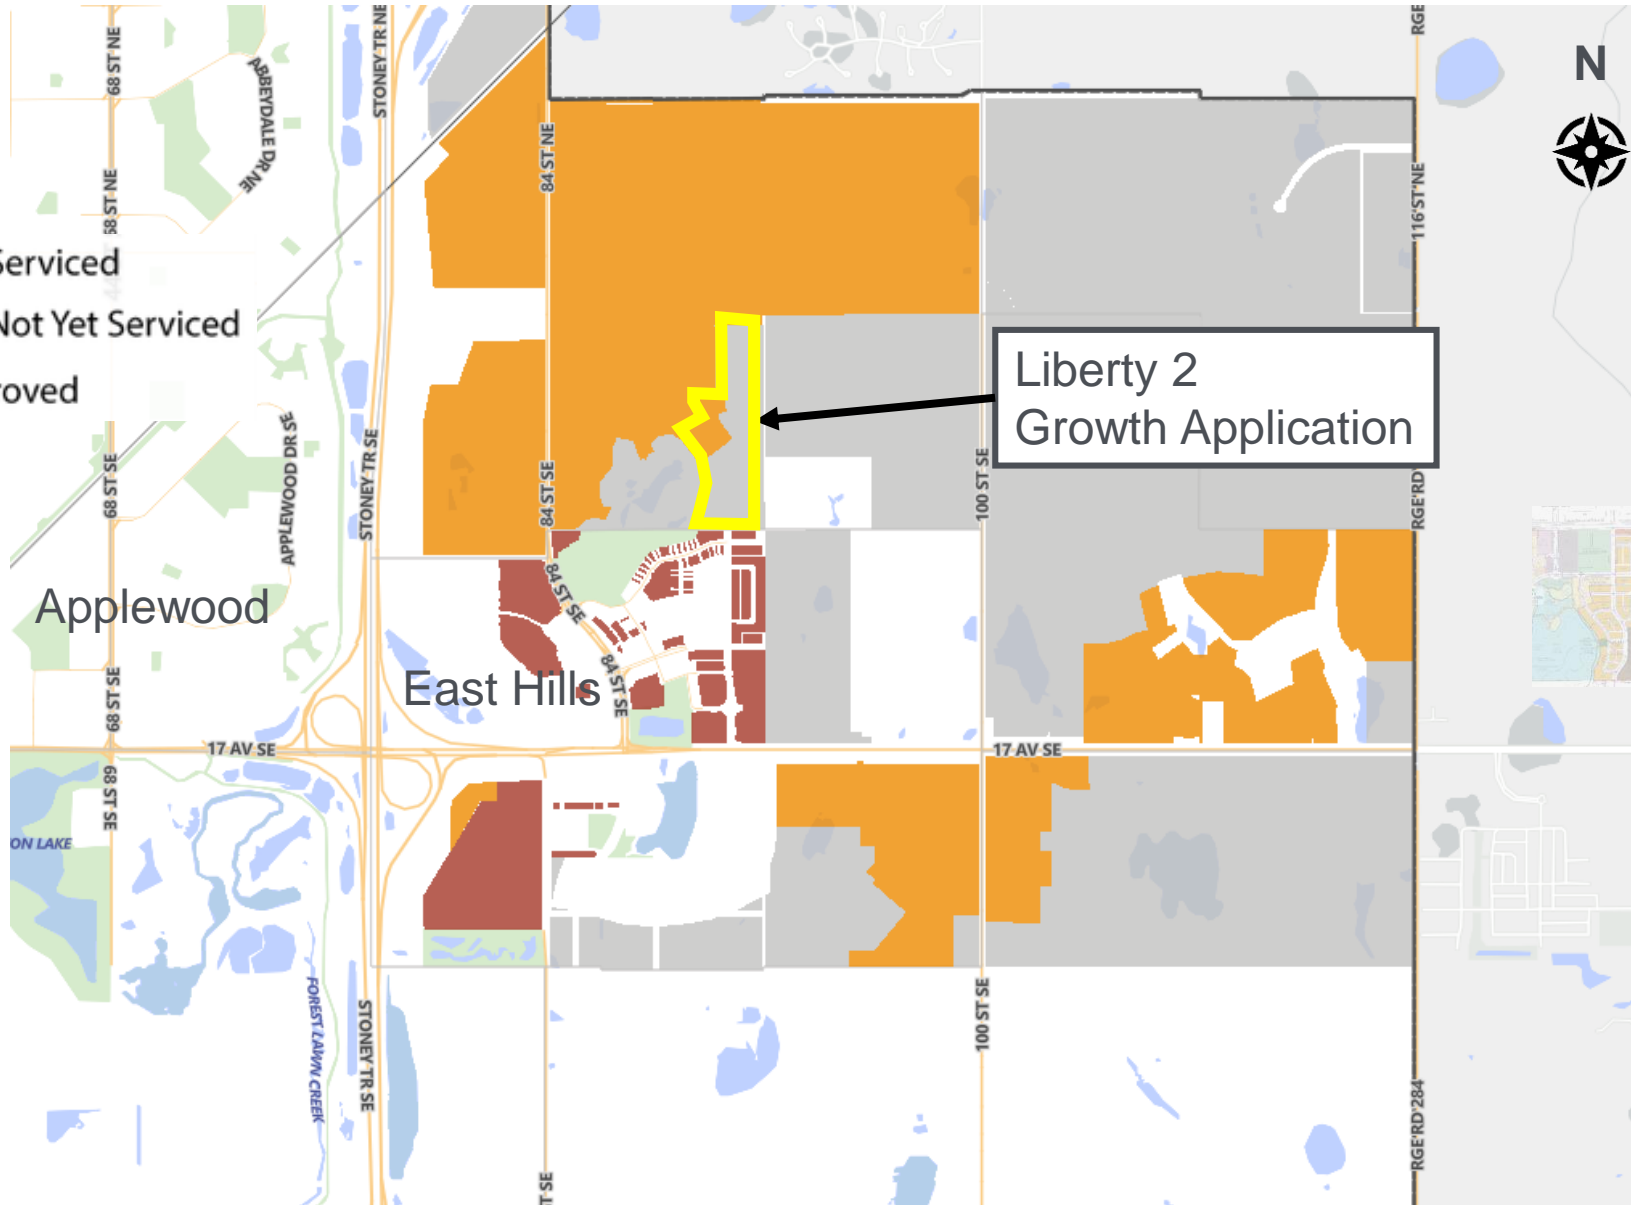 68 ST NE
ABBEYDALE DR NE
STONEY TR NE
RGE
N
84 ST NE
68 ST NE
116 ST NE
Serviced
Not Yet Serviced
roved
Liberty 2
Growth Application
APPLEWOOD DR SE
68 ST SE
STONEY TR SE
84 ST SE
100 ST SE
RGE RD
Applewood
84 ST SE
East Hills
84 ST SE
68 ST SE
17 AV SE
17 AV SE
68 ST SE
ON LAKE
FOREST LAWN CREEK
STONEY TR SE
100 ST SE
RGE RD 284
T SE